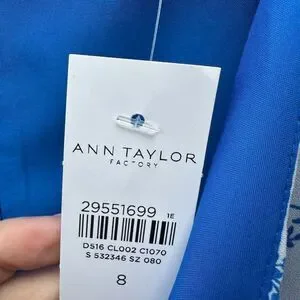 ANN TAYLOR
FACTORY
29551699 1E
DS16 CL002 C1070
S 532346 SZ 080
8